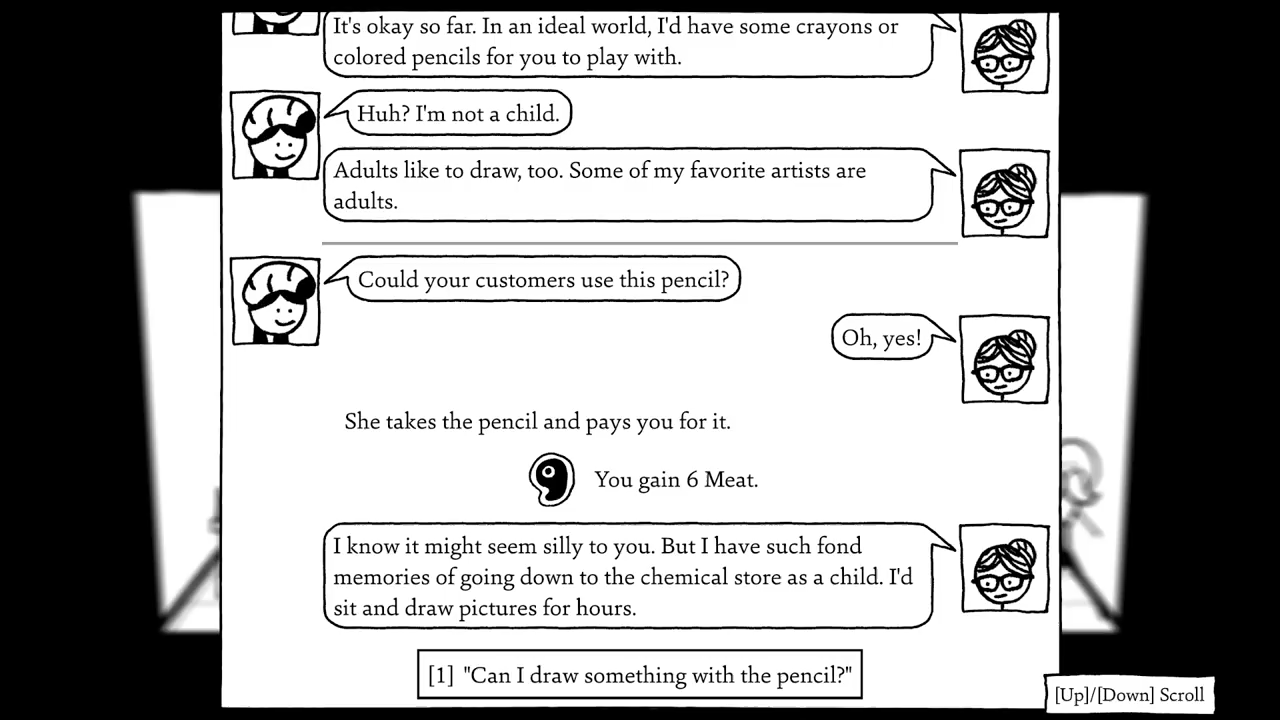 It's okay so far. In an ideal world, I'd have some crayons or
colored pencils for you to play with.
Huh? I'm not a child.
Adults like to draw, too. Some of my favorite artists are
adults.
Could your customers use this pencil?
Oh, yes!
She takes the pencil and pays you for it.
You gain 6 Meat.
I know it might seem silly to you. But I have such fond
memories of going down to the chemical store as a child. I'd
sit and draw pictures for hours.
[1] "Can I draw something with the pencil?"
[Up]/[Down] Scroll